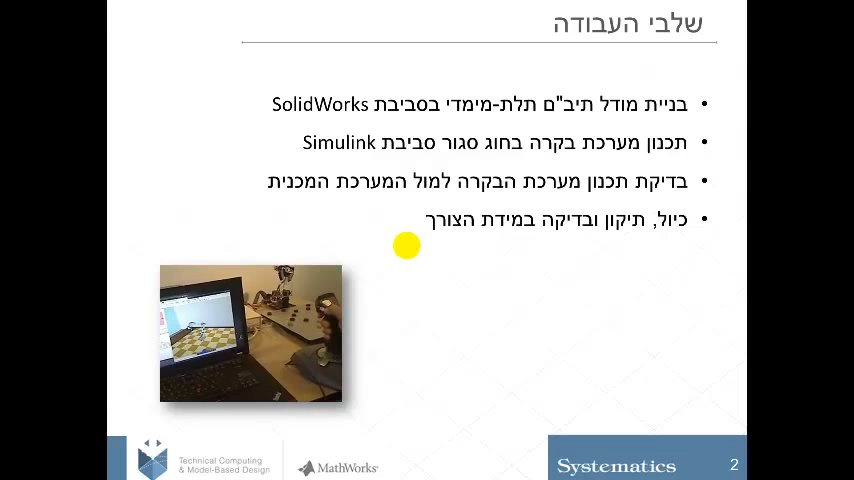 שלבי העבודה
• בניית מודל תיב"ם תלת-מימדי בסביבת SolidWorks
• תכנון מערכת בקרה בחוג סגור סביבת Simulink
• בדיקת תכנון מערכת הבקרה למול המערכת המכנית
• כיול, תיקון ובדיקה במידת הצורך
Technical Computing
& Model-Based Design
MathWorks
Systematics
2